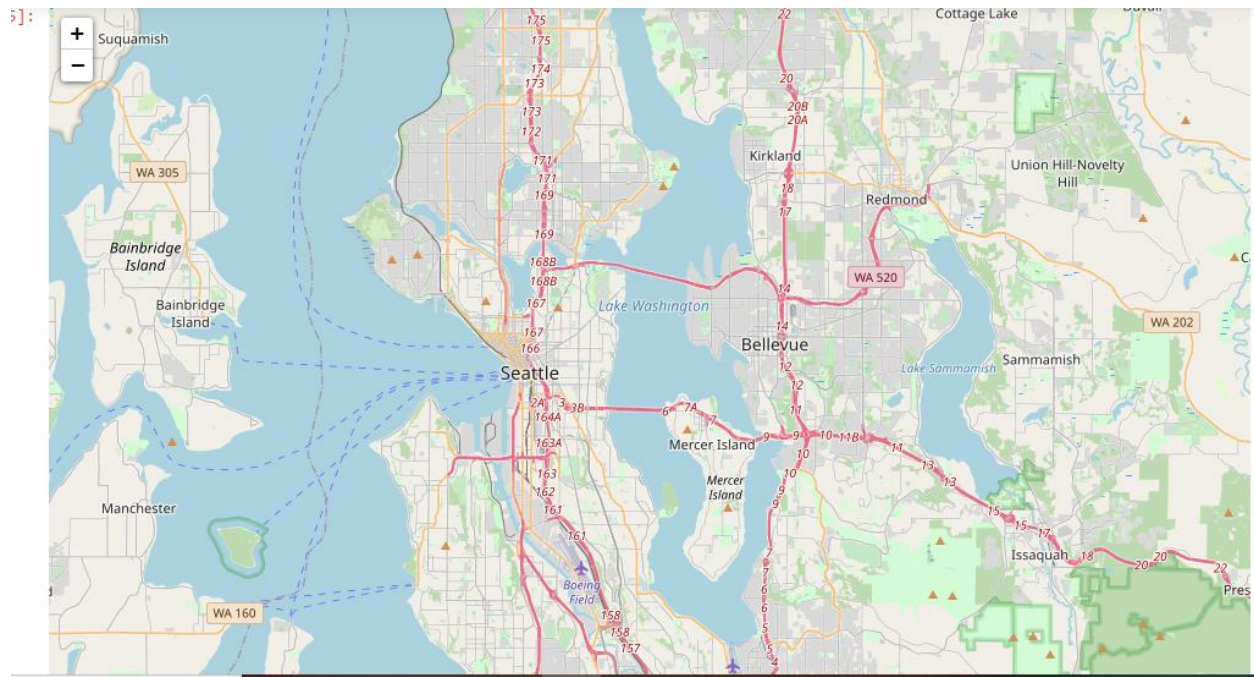 5]:
+
−
Suquamish
WA 305
Bainbridge
Island
Bainbridge
Island
Manchester
WA 160
175
175
174
173
173
172
171
171
169
169
168B
168B
167
167
166
Seattle
2A
3
3B
164A
163A
163
162
161
161
Boeing
Field
158
158
157
Lake Washington
6
7A
7
Mercer Island
Mercer
Island
22
20
20B
20A
Kirkland
18
17
14
14
Bellevue
12
12
11
9
9
10
11B
10
10
9
9
7
7
6
6
5
5
4
Cottage Lake
Union Hill-Novelty
Hill
Redmond
WA 520
WA 202
Sammamish
Lake Sammamish
11
13
13
15
15
17
Issaquah
18
20
20
22
Pres